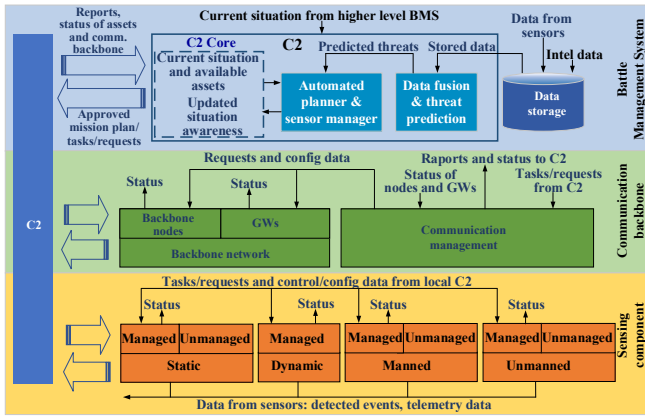 Reports,
status of assets
and comm.
backbone
Approved
mission plan/
tasks/requests
Current situation from higher level BMS
C2 Core
C2
Current situation
and available
assets
Updated
situation
awareness
Predicted threats
Stored data
Automated
planner &
sensor manager
Data fusion
& threat
prediction
Data from
sensors
Intel data
Data
storage
Battle
Management System
C2
Requests and config data
Status
Status
Backbone
nodes
GWs
Backbone network
Raports and status to C2
Status of
nodes and GWs
Tasks/requests
from C2
Communication
management
Communication
backbone
Tasks/requests and control/config data from local C2
Status
Status
Status
Status
Managed
Unmanaged
Static
Managed
Dynamic
Managed
Unmanaged
Manned
Managed
Unmanaged
Unmanned
Data from sensors: detected events, telemetry data
Sensing
component